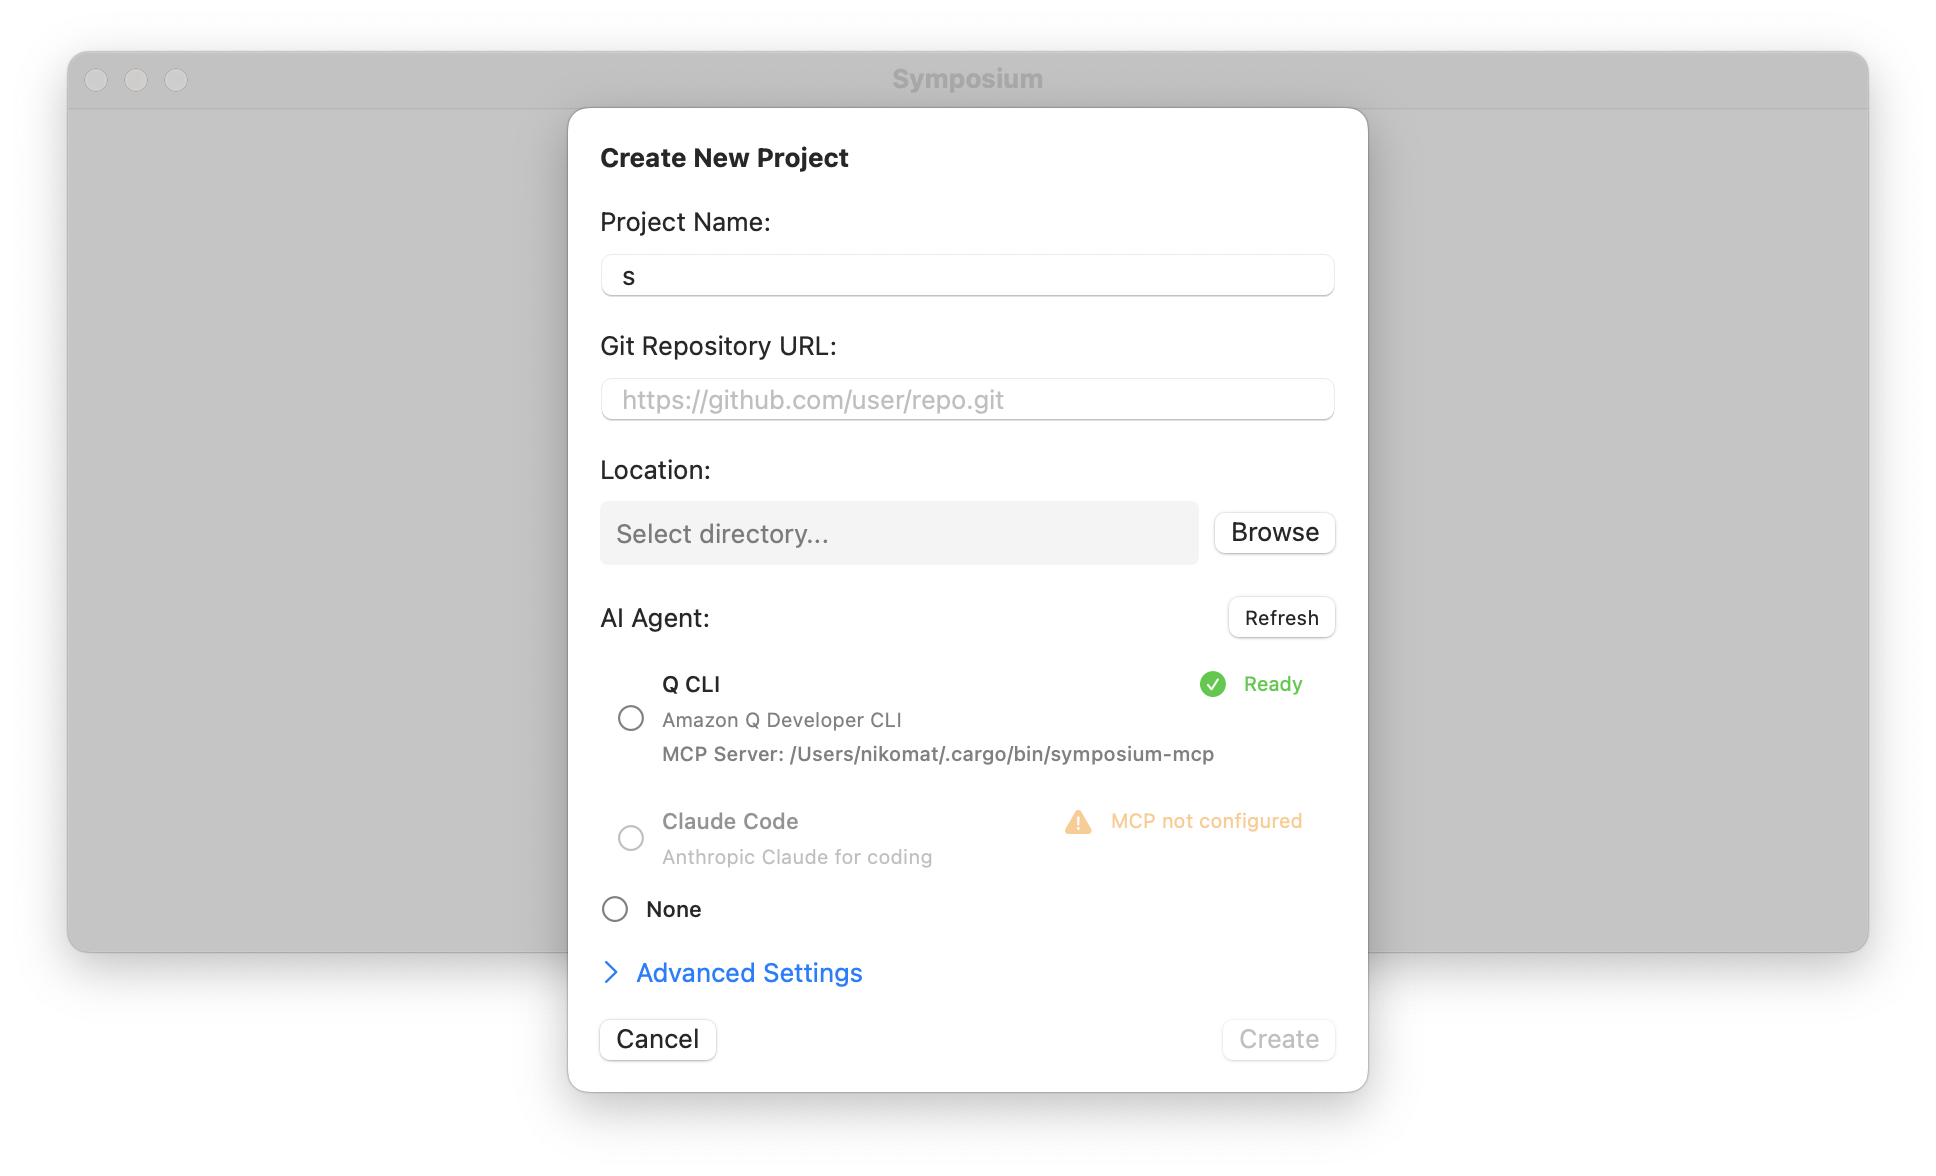 Symposium
Create New Project
Project Name:
s
Git Repository URL:
https://github.com/user/repo.git
Location:
Select directory...
Browse
AI Agent:
Refresh
Q CLI
Ready
Amazon Q Developer CLI
MCP Server: /Users/nikomat/.cargo/bin/symposium-mcp
Claude Code
MCP not configured
Anthropic Claude for coding
None
Advanced Settings
Cancel
Create